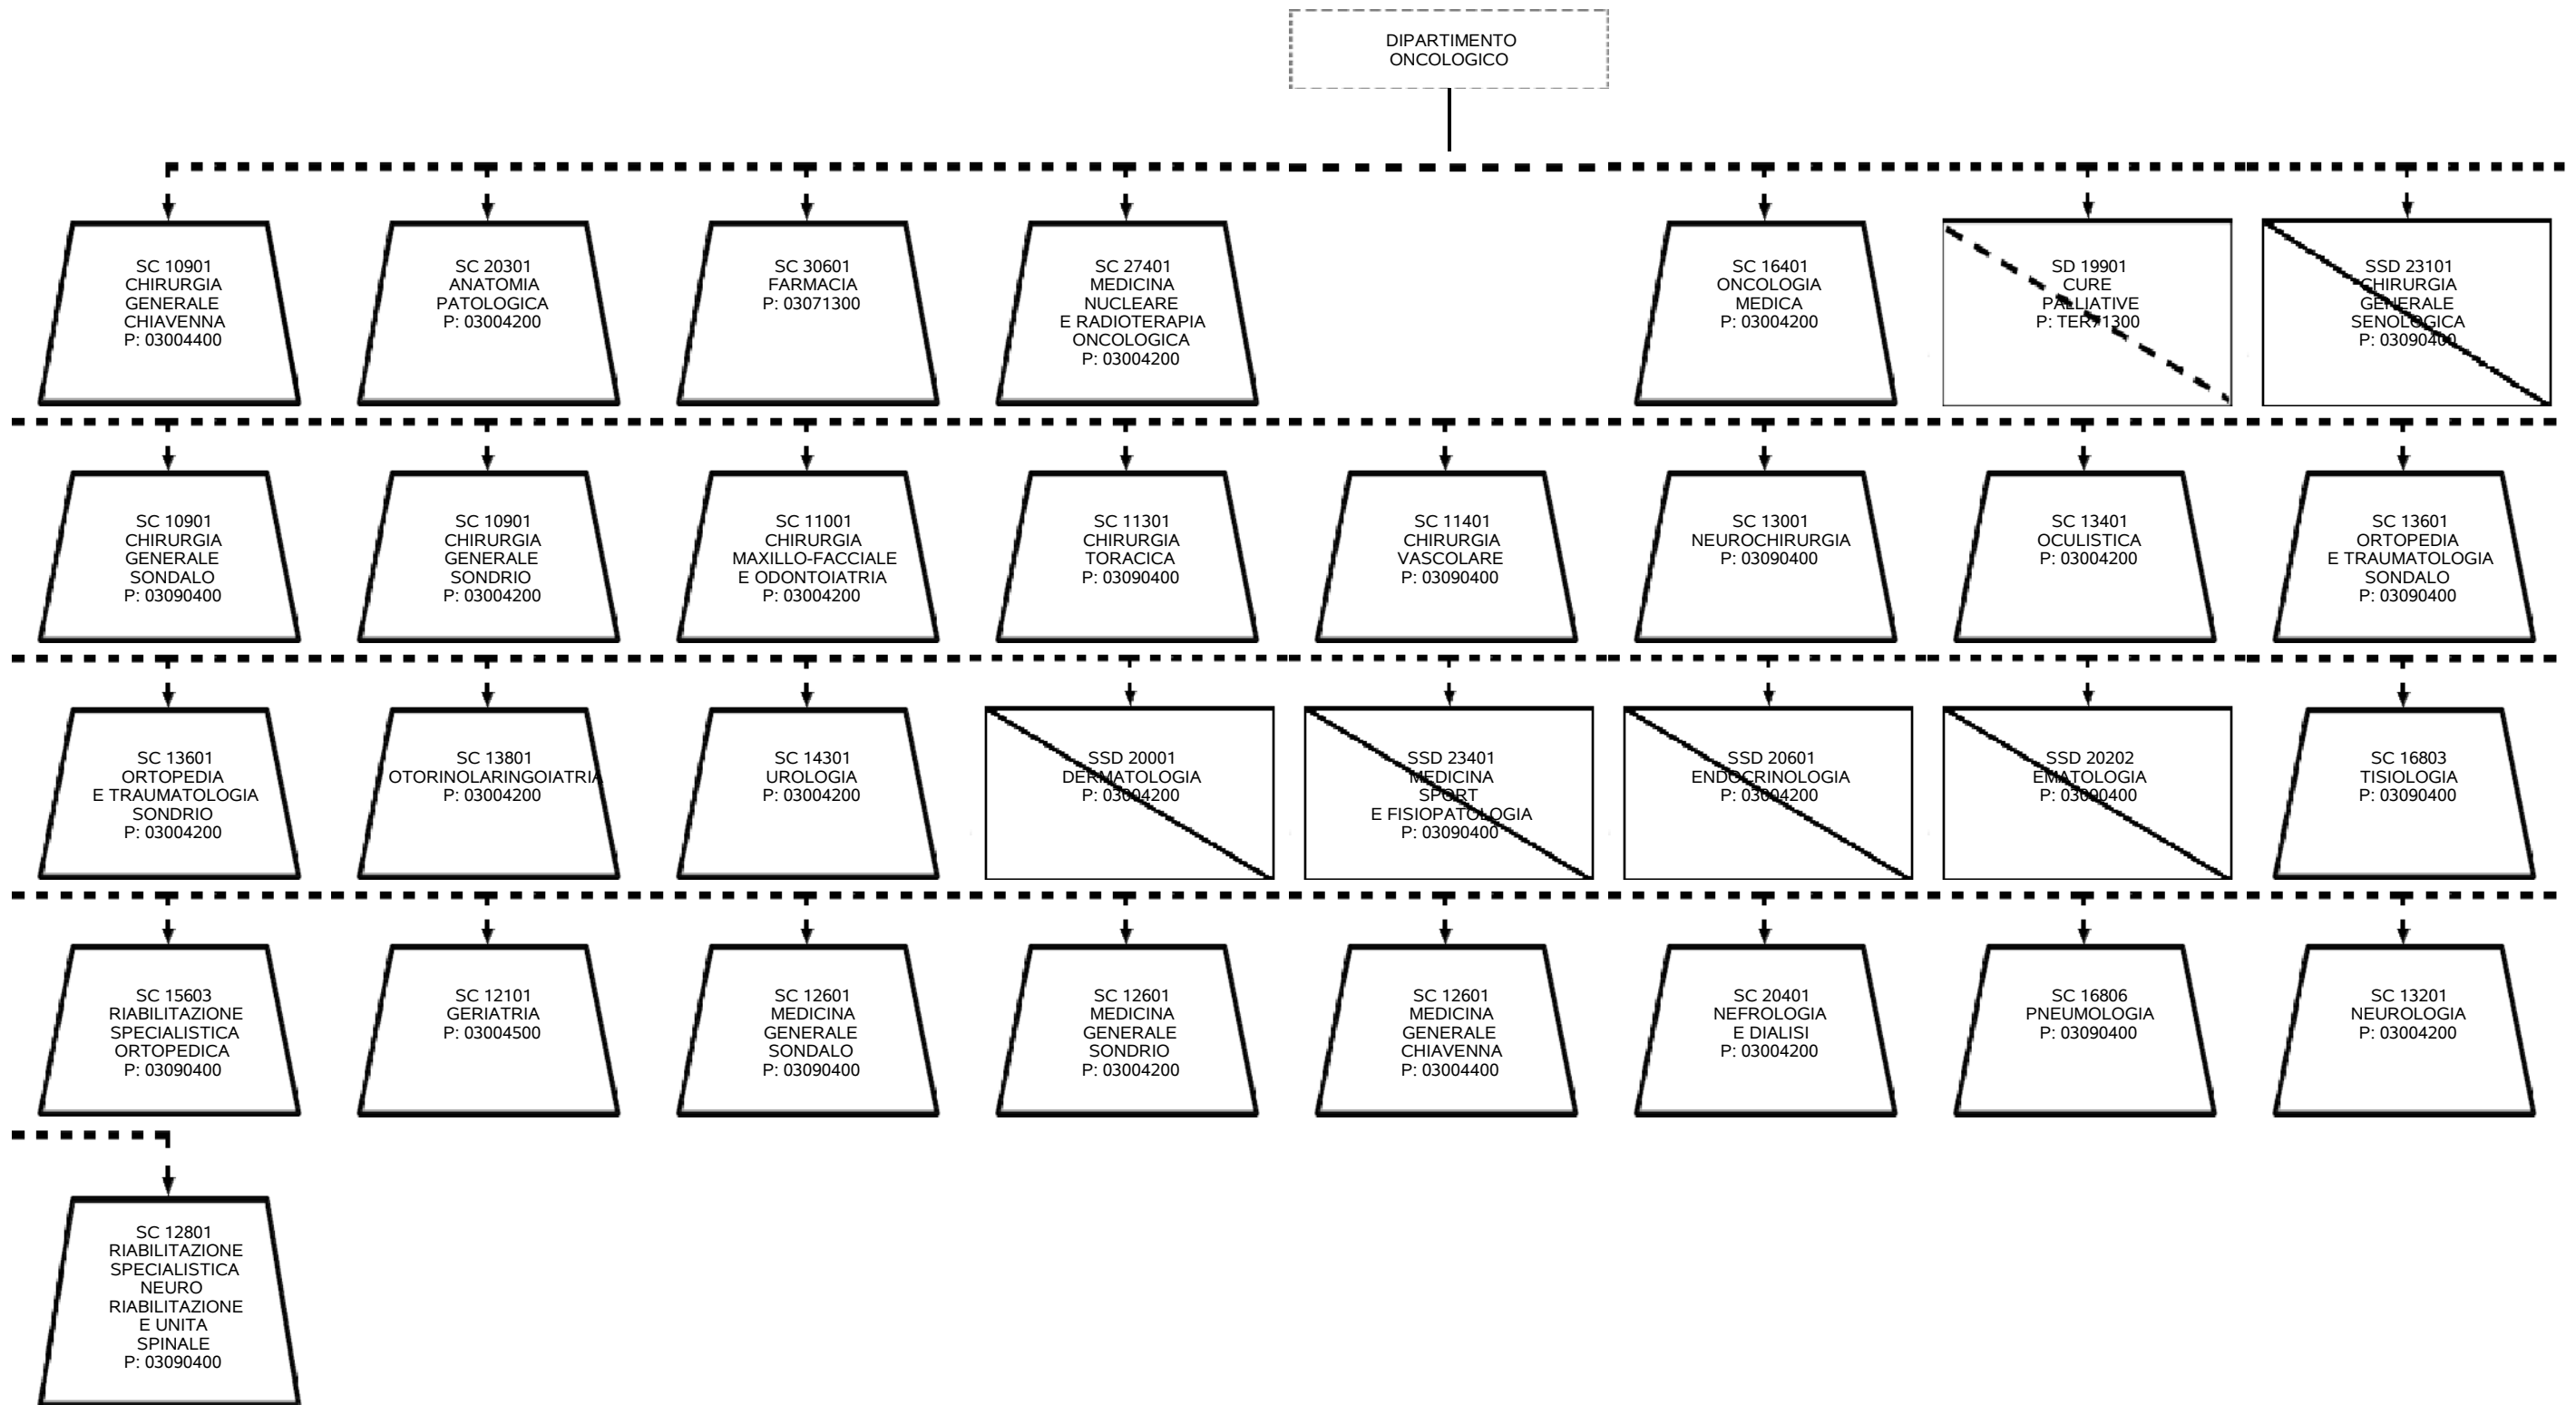 DIPARTIMENTO
ONCOLOGICO
SC 10901
CHIRURGIA
GENERALE
CHIAVENNA
P: 03004400
SC 20301
ANATOMIA
PATOLOGICA
P: 03004200
SC 30601
FARMACIA
P: 03071300
SC 27401
MEDICINA
NUCLEARE
E RADIOTERAPIA
ONCOLOGICA
P: 03004200
SC 16401
ONCOLOGIA
MEDICA
P: 03004200
SD 19901
CURE
PALLIATIVE
P: TER71300
SSD 23101
CHIRURGIA
GENERALE
SENOLOGICA
P: 03090400
SC 10901
CHIRURGIA
GENERALE
SONDALO
P: 03090400
SC 10901
CHIRURGIA
GENERALE
SONDRIO
P: 03004200
SC 11001
CHIRURGIA
MAXILLO-FACCIALE
E ODONTOIATRIA
P: 03004200
SC 11301
CHIRURGIA
TORACICA
P: 03090400
SC 11401
CHIRURGIA
VASCOLARE
P: 03090400
SC 13001
NEUROCHIRURGIA
P: 03090400
SC 13401
OCULISTICA
P: 03004200
SC 13601
ORTOPEDIA
E TRAUMATOLOGIA
SONDALO
P: 03090400
SC 13601
ORTOPEDIA
E TRAUMATOLOGIA
SONDRIO
P: 03004200
SC 13801
OTORINOLARINGOIATRIA
P: 03004200
SC 14301
UROLOGIA
P: 03004200
SSD 20001
DERMATOLOGIA
P: 03004200
SSD 23401
MEDICINA
SPORT
E FISIOPATOLOGIA
P: 03090400
SSD 20601
ENDOCRINOLOGIA
P: 03004200
SSD 20202
EMATOLOGIA
P: 03090400
SC 16803
TISIOLOGIA
P: 03090400
SC 15603
RIABILITAZIONE
SPECIALISTICA
ORTOPEDICA
P: 03090400
SC 12101
GERIATRIA
P: 03004500
SC 12601
MEDICINA
GENERALE
SONDALO
P: 03090400
SC 12601
MEDICINA
GENERALE
SONDRIO
P: 03004200
SC 12601
MEDICINA
GENERALE
CHIAVENNA
P: 03004400
SC 20401
NEFROLOGIA
E DIALISI
P: 03004200
SC 16806
PNEUMOLOGIA
P: 03090400
SC 13201
NEUROLOGIA
P: 03004200
SC 12801
RIABILITAZIONE
SPECIALISTICA
NEURO
RIABILITAZIONE
E UNITA
SPINALE
P: 03090400